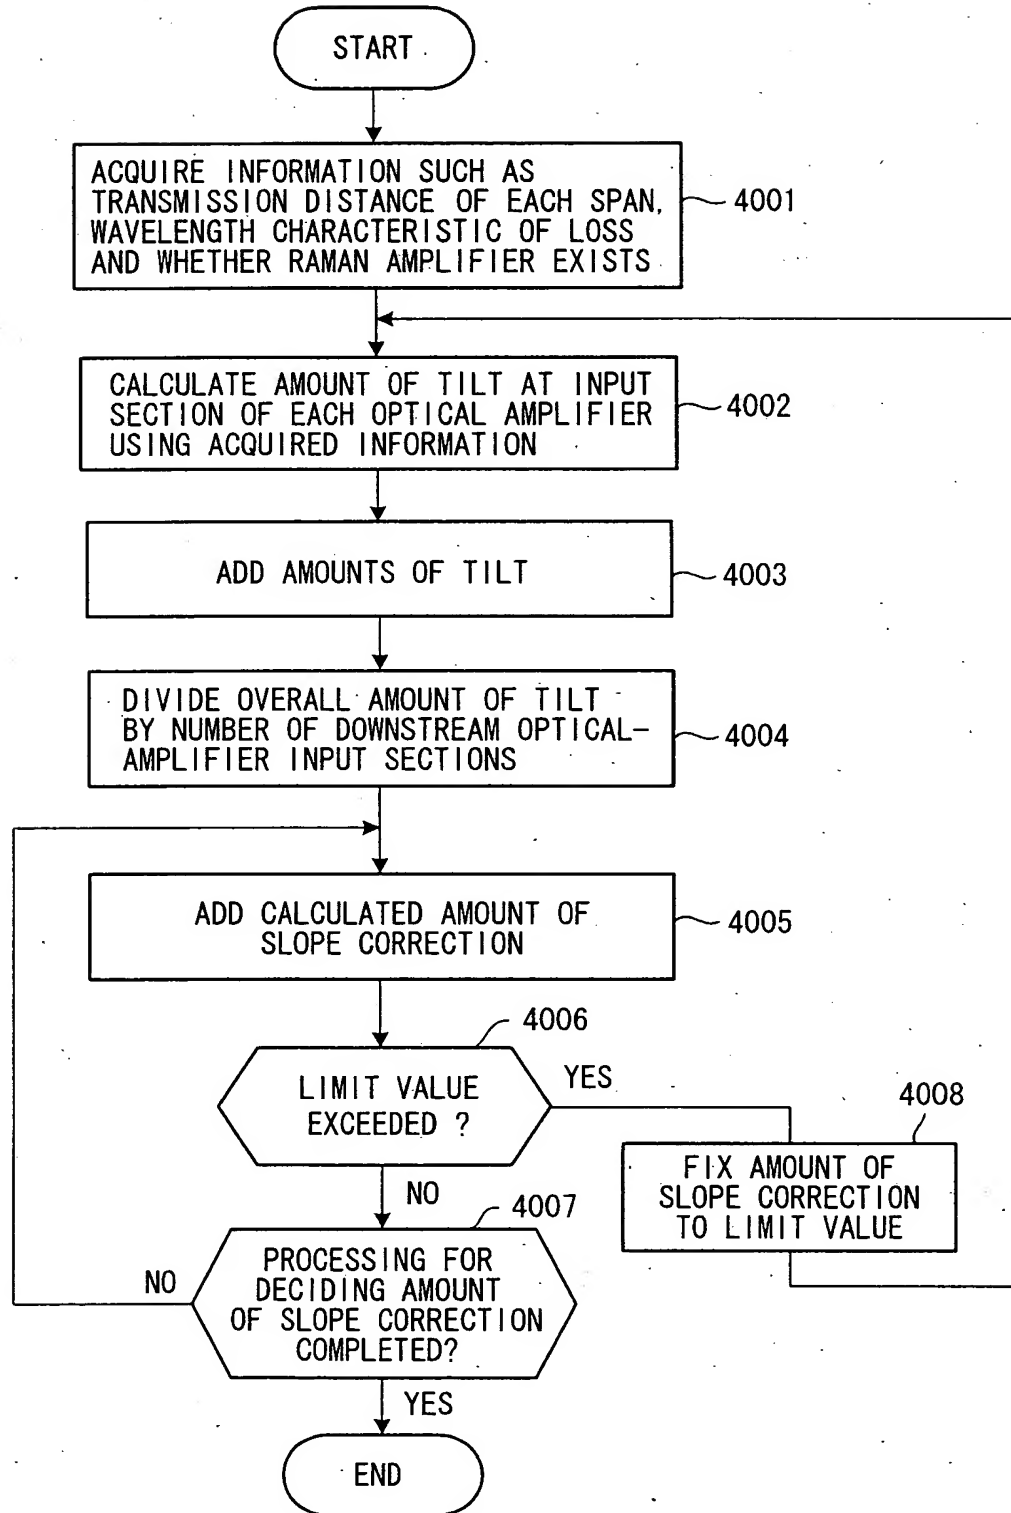 START
ACQUIRE INFORMATION SUCH AS
TRANSMISSION DISTANCE OF EACH SPAN,
WAVELENGTH CHARACTERISTIC OF LOSS
AND WHETHER RAMAN AMPLIFIER EXISTS
4001
CALCULATE AMOUNT OF TILT AT INPUT
SECTION OF EACH OPTICAL AMPLIFIER
USING ACQUIRED INFORMATION
4002
ADD AMOUNTS OF TILT
4003
DIVIDE OVERALL AMOUNT OF TILT
BY NUMBER OF DOWNSTREAM OPTICAL-
AMPLIFIER INPUT SECTIONS
4004
ADD CALCULATED AMOUNT OF
SLOPE CORRECTION
4005
4006
LIMIT VALUE
EXCEEDED ?
YES
4008
FIX AMOUNT OF
SLOPE CORRECTION
TO LIMIT VALUE
NO
4007
PROCESSING FOR
DECIDING AMOUNT
OF SLOPE CORRECTION
COMPLETED?
NO
YES
END